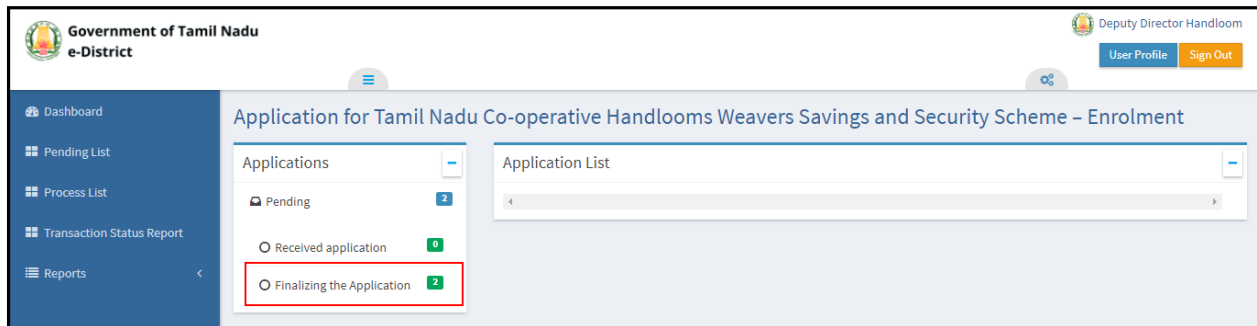 Government of Tamil Nadu
e-District
Deputy Director Handloom
User Profile
Sign Out
Dashboard
Pending List
Process List
Transaction Status Report
Reports
Application for Tamil Nadu Co-operative Handlooms Weavers Savings and Security Scheme – Enrolment
Applications
Pending 2
Received application 0
Finalizing the Application 2
Application List